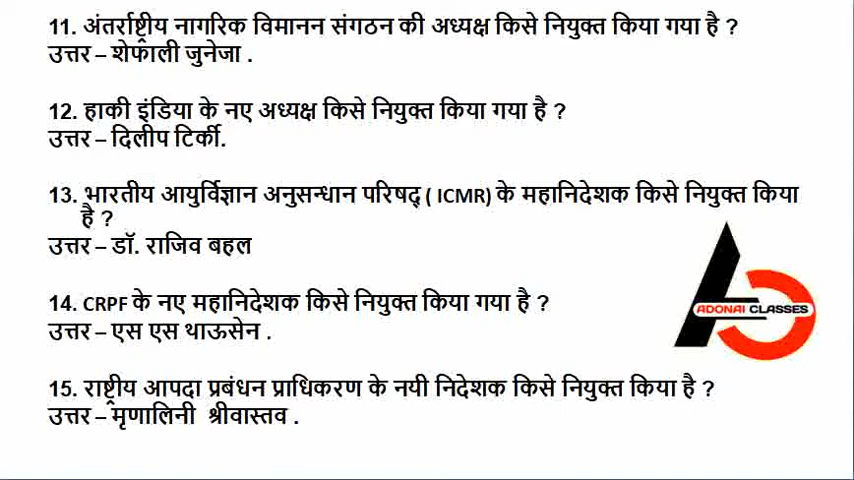 11. अंतर्राष्ट्रीय नागरिक विमानन संगठन की अध्यक्ष किसे नियुक्त किया गया है ?
उत्तर – शेफाली जुनेजा .
12. हाकी इंडिया के नए अध्यक्ष किसे नियुक्त किया गया है ?
उत्तर – दिलीप टिर्की.
13. भारतीय आयुर्विज्ञान अनुसन्धान परिषद् ( ICMR) के महानिदेशक किसे नियुक्त किया
है ?
उत्तर – डॉ. राजिव बहल
14. CRPF के नए महानिदेशक किसे नियुक्त किया गया है ?
उत्तर – एस एस थाऊसेन .
15. राष्ट्रीय आपदा प्रबंधन प्राधिकरण के नयी निदेशक किसे नियुक्त किया है ?
उत्तर – मृणालिनी श्रीवास्तव .
ADONAI CLASSES